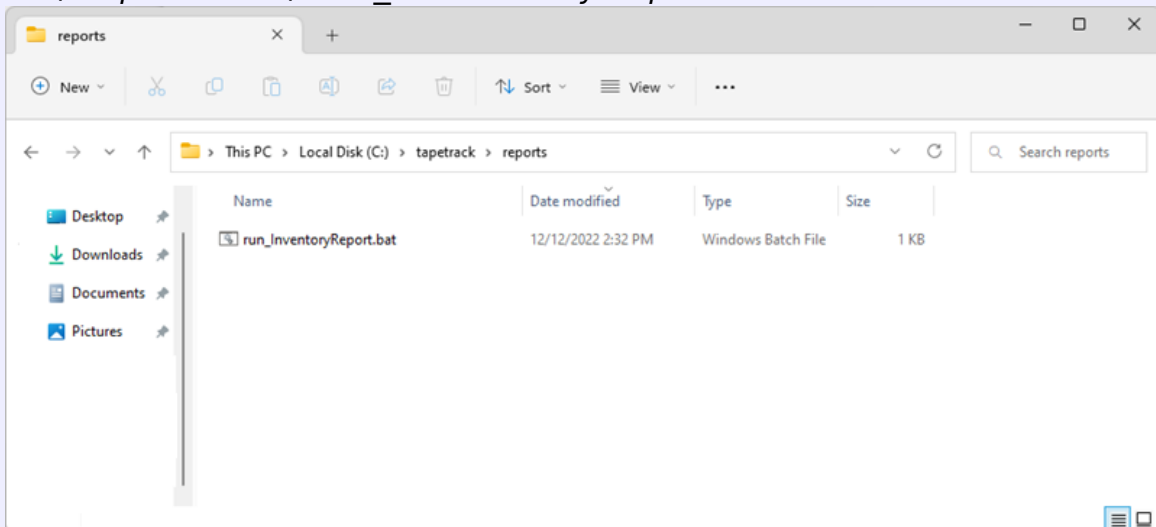 reports
New
Sort
View
This PC > Local Disk (C:) > tapetrack > reports
Search reports
Name Date modified Type Size
Desktop
run_InventoryReport.bat 12/12/2022 2:32 PM Windows Batch File 1 KB
Downloads
Documents
Pictures